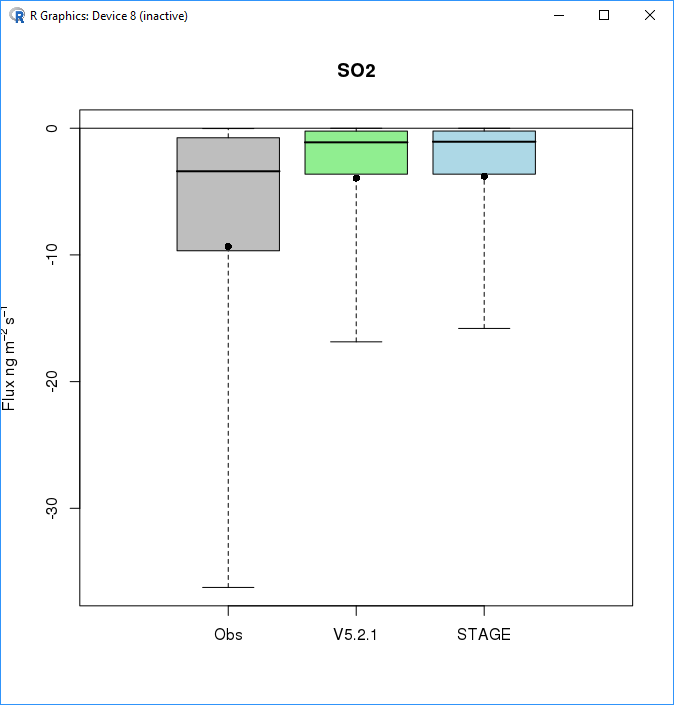 R Graphics: Device 8 (inactive)
SO2
0
-10
-20
-30
Flux ng m⁻² s⁻¹
Obs V5.2.1 STAGE